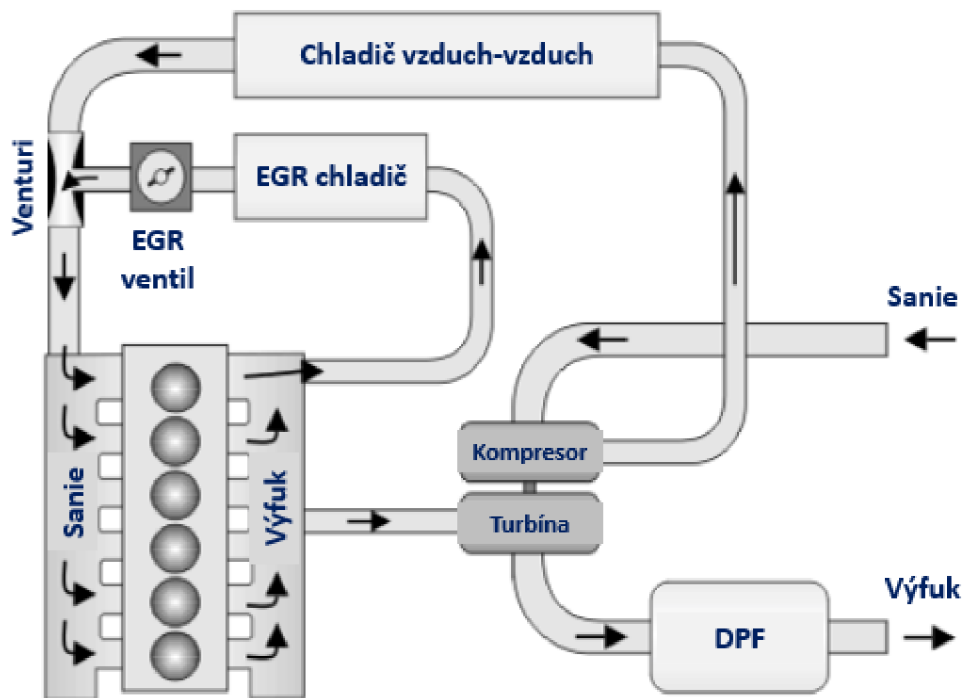 Chladič vzduch-vzduch
Venturi
EGR chladič
EGR
ventil
Sanie
Kompresor
Sanie
Výfuk
Turbína
Výfuk
DPF